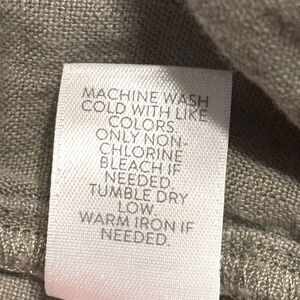 MACHINE WASH
COLD WITH LIKE
COLORS.
ONLY NON-
CHLORINE
BLEACH IF
NEEDED.
TUMBLE DRY
LOW.
WARM IRON IF
NEEDED.